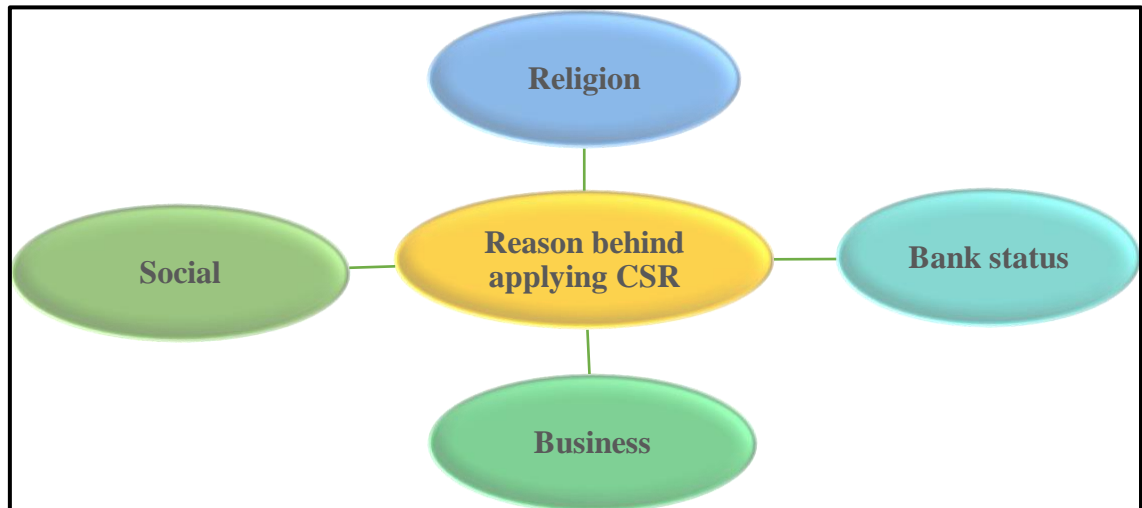 Religion
Social
Reason behind
applying CSR
Bank status
Business